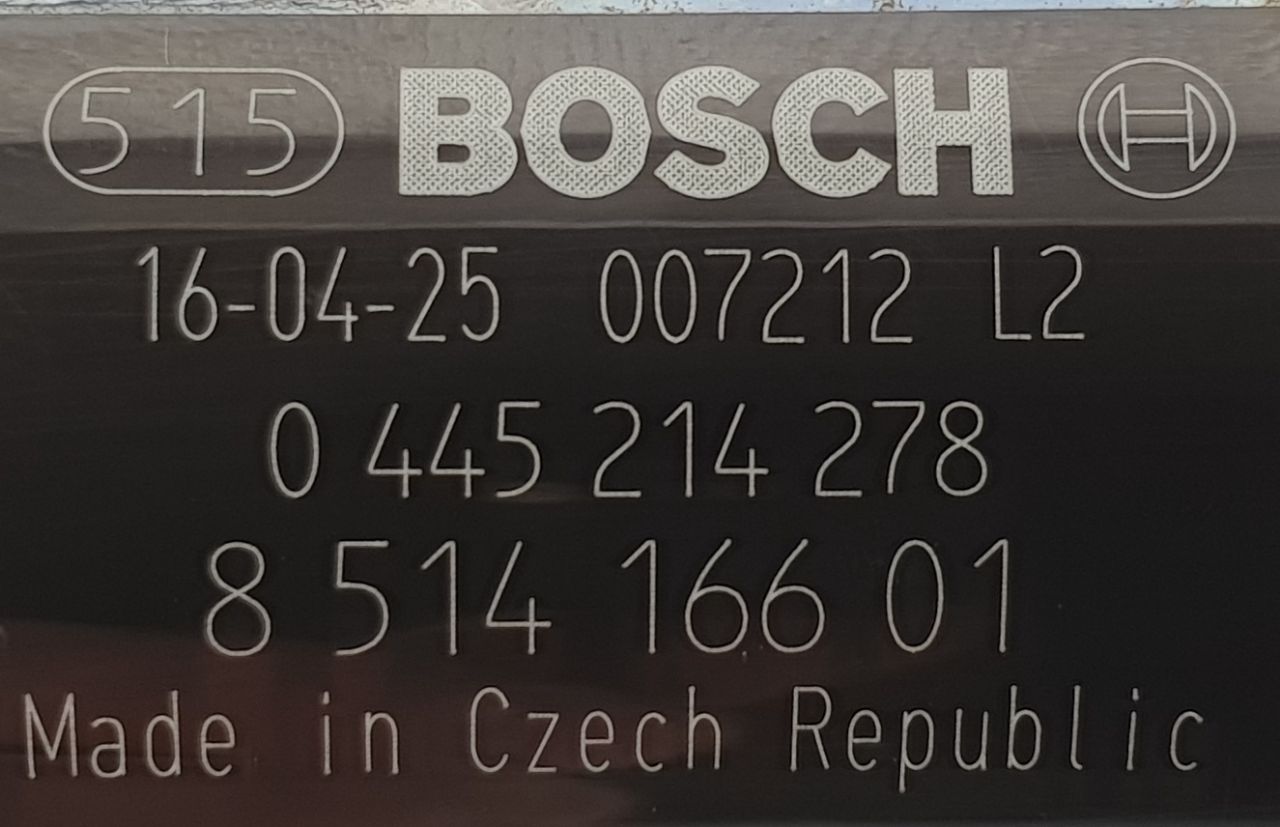 515 BOSCH
16-04-25 007212 L2
0 445 214 278
8 514 166 01
Made in Czech Republic